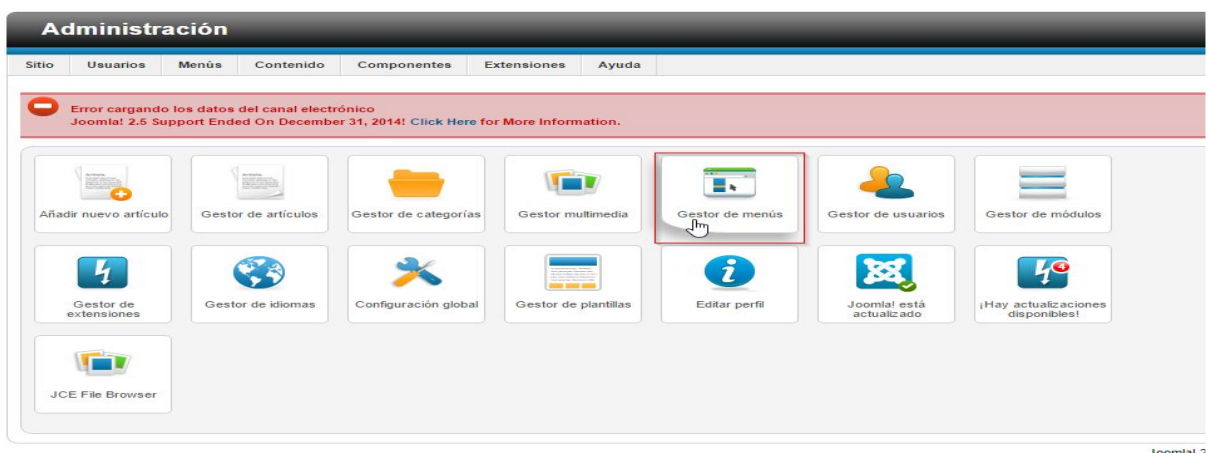 Administración
Sitio Usuarios Menús Contenido Componentes Extensiones Ayuda
Error cargando los datos del canal electrónico
Joomla! 2.5 Support Ended On December 31, 2014! Click Here for More Information.
Añadir nuevo artículo Gestor de artículos Gestor de categorías Gestor multimedia Gestor de menús Gestor de usuarios Gestor de módulos
4
Gestor de extensiones Gestor de idiomas Configuración global Gestor de plantillas Editar perfil Joomla! está actualizado ¡Hay actualizaciones disponibles!
JCE File Browser
Joomla! 2